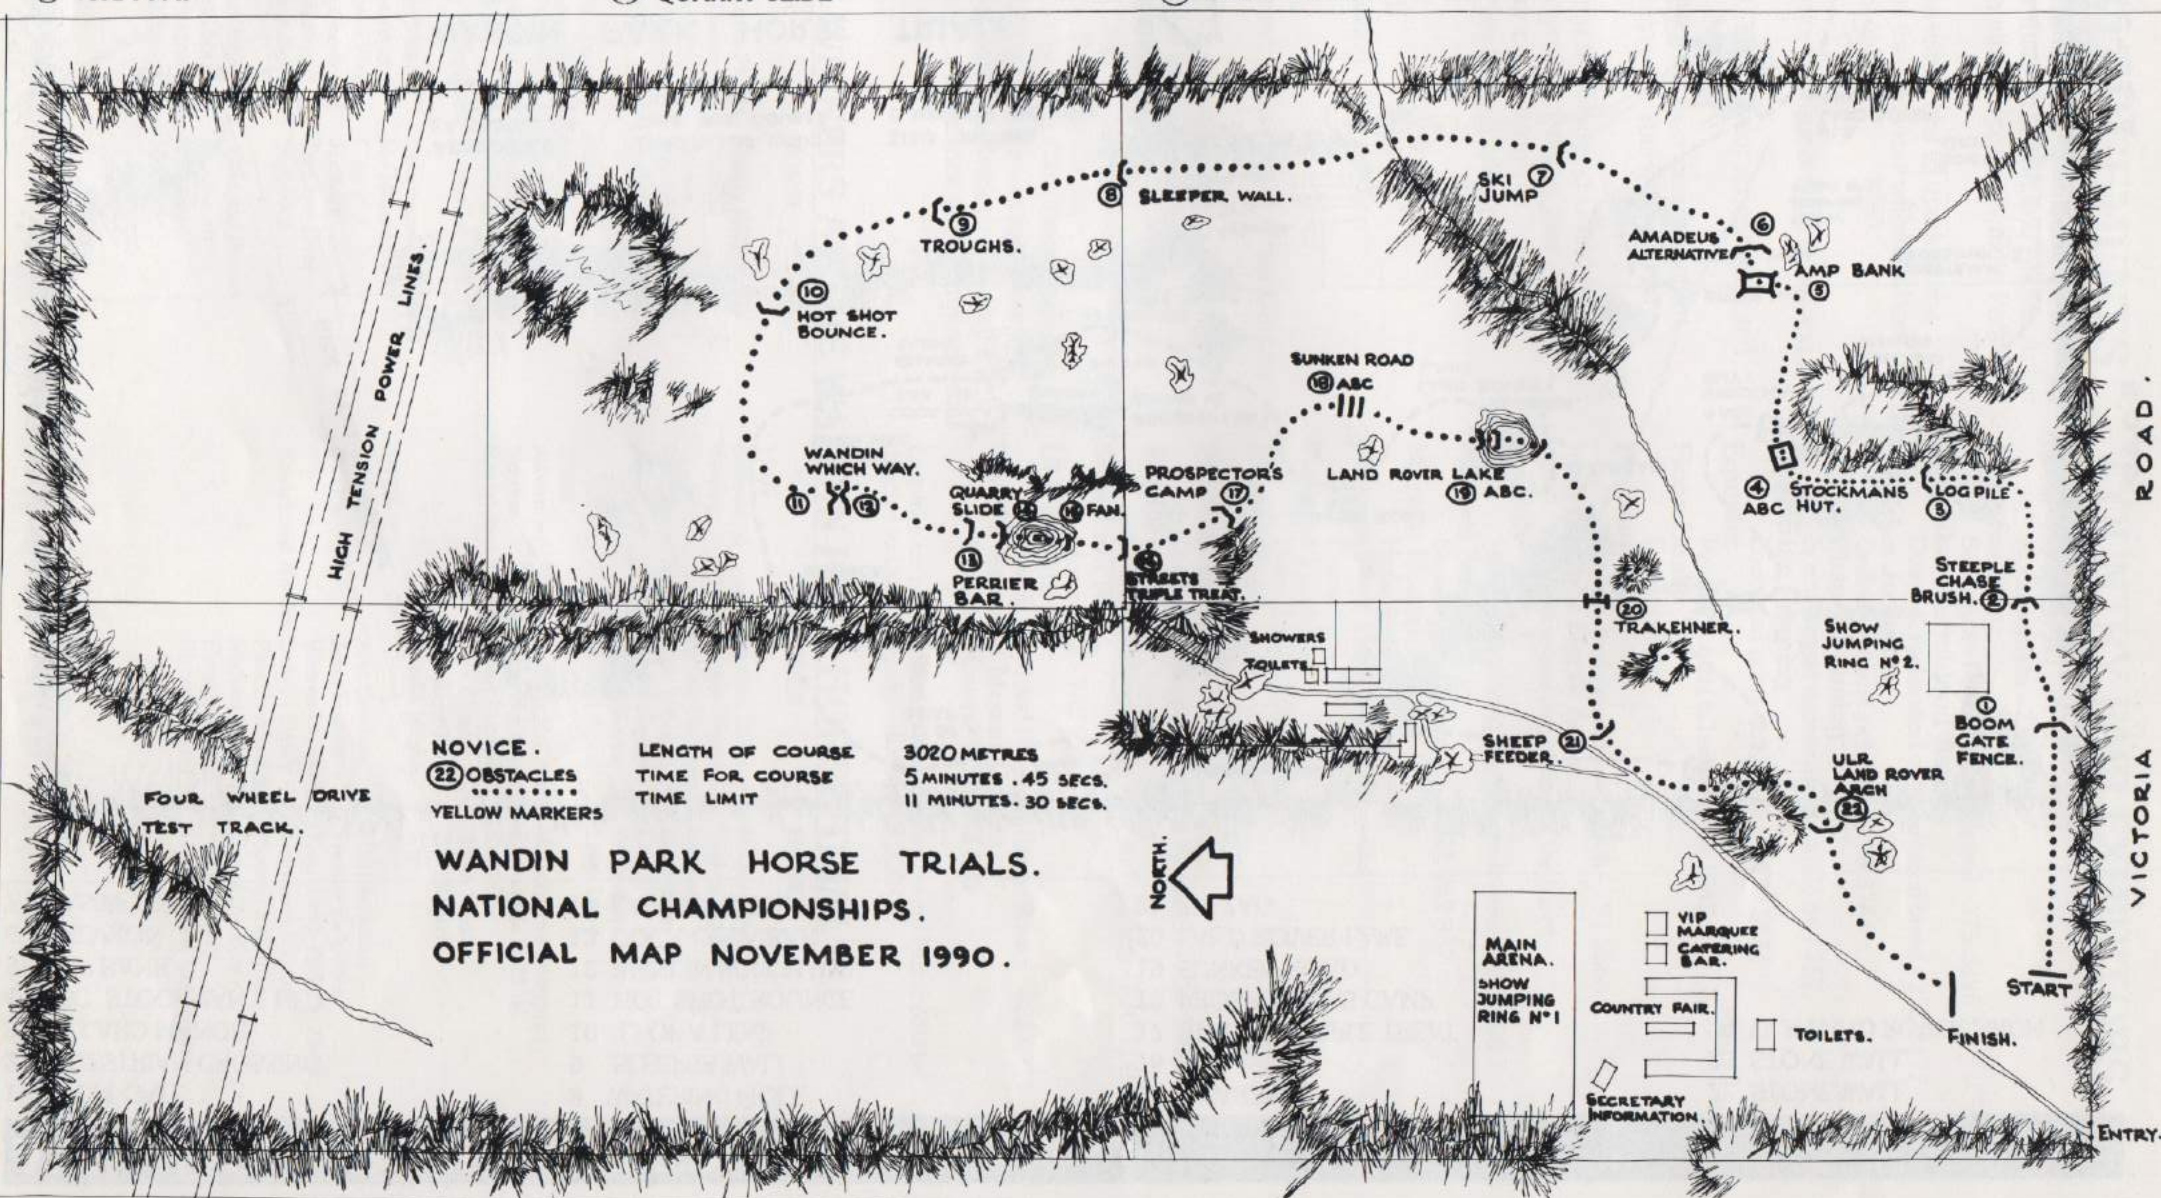 QUARRY SLIDE
HIGH TENSION POWER LINES.
8 SLEEPER WALL.
SKI 7
JUMP
9
TROUGHS.
6
AMADEUS
ALTERNATIVE
AMP BANK
5
10
HOT SHOT
BOUNCE.
SUNKEN ROAD
18 ABC
WANDIN
WHICH WAY.
11
12
QUARRY
SLIDE
FAN.
PROSPECTOR'S
CAMP 17
LAND ROVER LAKE
19 ABC.
4 STOCKMANS
ABC HUT.
LOG PILE
3
13
PERRIER
BAR.
STREETS
TRIPLE TREAT.
STEEPLE
CHASE
BRUSH. 2
20
TRAKEHNER.
SHOWERS
TOILETS
SHOW
JUMPING
RING Nº 2.
1
BOOM
GATE
FENCE.
SHEEP 21
FEEDER.
ULR
LAND ROVER
ARCH
22
ROAD.
VICTORIA
FOUR WHEEL DRIVE
TEST TRACK.
NOVICE. LENGTH OF COURSE 3020 METRES
22 OBSTACLES TIME FOR COURSE 5 MINUTES. 45 SECS.
YELLOW MARKERS TIME LIMIT 11 MINUTES. 30 SECS.
WANDIN PARK HORSE TRIALS.
NATIONAL CHAMPIONSHIPS.
OFFICIAL MAP NOVEMBER 1990.
NORTH.
MAIN
ARENA.
SHOW
JUMPING
RING Nº 1
VIP
MARQUEE
CATERING
BAR.
COUNTRY FAIR.
TOILETS.
SECRETARY
INFORMATION.
START
FINISH.
ENTRY.